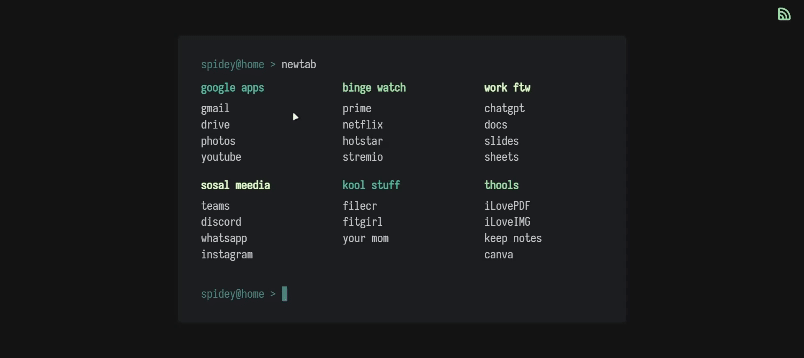 spidey@home > newtab
google apps binge watch work ftw
gmail prime chatgpt
drive netflix docs
photos hotstar slides
youtube stremio sheets
sosal meedia kool stuff thools
teams filecr iLovePDF
discord fitgirl iLoveIMG
whatsapp your mom keep notes
instagram canva
spidey@home >